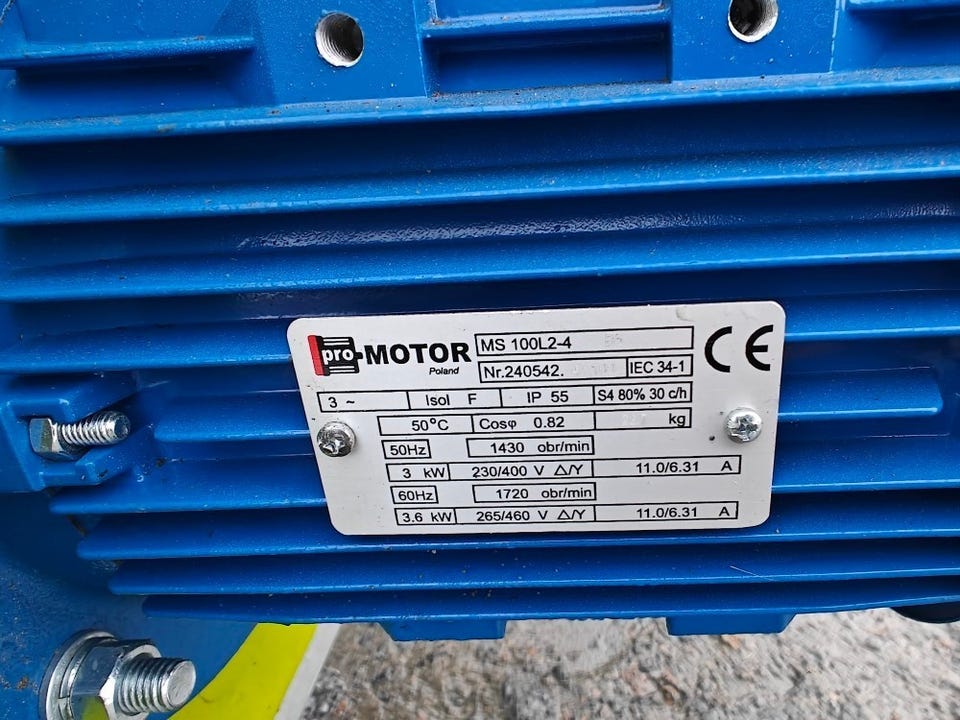 pro-MOTOR
Poland
MS 100L2-4
Nr.240542.
IEC 34-1
CE
3 ~ Isol F IP 55 S4 80% 30 c/h
50°C Cosφ 0.82 kg
50Hz 1430 obr/min
3 kW 230/400 V △/Y 11.0/6.31 A
60Hz 1720 obr/min
3.6 kW 265/460 V △/Y 11.0/6.31 A